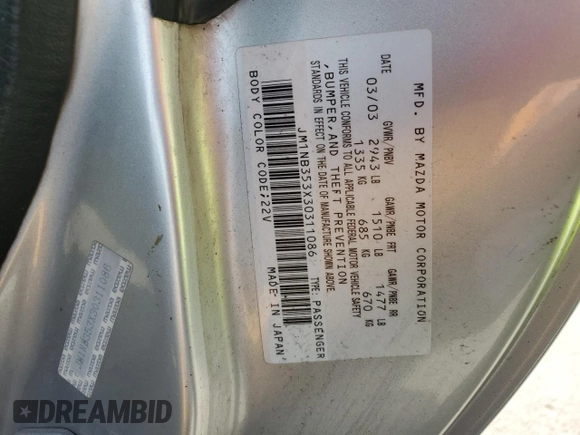 MFD. BY MAZDA MOTOR CORPORATION
DATE GVWR/PNBV GAWR/PNBE FRT GAWR/PNBE RR
03/03 2943 LB 1510 LB 1477 LB
1335 KG 685 KG 670 KG
THIS VEHICLE CONFORMS TO ALL APPLICABLE FEDERAL MOTOR VEHICLE SAFETY
, BUMPER, AND THEFT PREVENTION
STANDARDS IN EFFECT ON THE DATE OF MANUFACTURE SHOWN ABOVE.
JM1NB353X30311086 TYPE: PASSENGER
BODY COLOR CODE;22V MADE IN JAPAN
DREAMBID